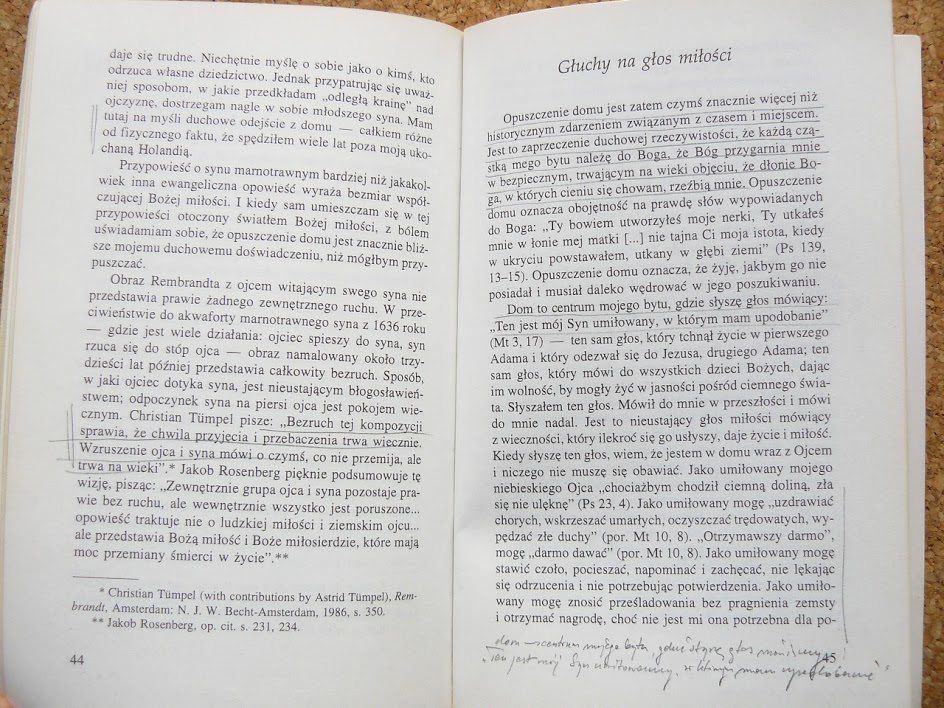 daje się trudne. Niechętnie myślę o sobie jako o kimś, kto
odrzuca własne dziedzictwo. Jednak przypatrując się uważ-
niej sposobom, w jakie przedkładam „odległą krainę” nad
ojczyznę, dostrzegam nagle w sobie młodszego syna. Mam
tutaj na myśli duchowe odejście z domu — całkiem różne
od fizycznego faktu, że spędziłem wiele lat poza moją uko-
chaną Holandią.
Przypowieść o synu marnotrawnym bardziej niż jakakol-
wiek inna ewangeliczna opowieść wyraża bezmiar współ-
czującej Bożej miłości. I kiedy sam umieszczam się w tej
przypowieści otoczony światłem Bożej miłości, z bólem
uświadamiam sobie, że opuszczenie domu jest znacznie bliż-
sze mojemu duchowemu doświadczeniu, niż mógłbym przy-
puszczać.
Obraz Rembrandta z ojcem witającym swego syna nie
przedstawia prawie żadnego zewnętrznego ruchu. W prze-
ciwieństwie do akwaforty marnotrawnego syna z 1636 roku
— gdzie jest wiele działania: ojciec spieszy do syna, syn
rzuca się do stóp ojca — obraz namalowany około trzy-
dzieści lat później przedstawia całkowity bezruch. Sposób,
w jaki ojciec dotyka syna, jest nieustającym błogosławień-
stwem; odpoczynek syna na piersi ojca jest pokojem wie-
cznym. Christian Tümpel pisze: „Bezruch tej kompozycji
sprawia, że chwila przyjęcia i przebaczenia trwa wiecznie.
Wzruszenie ojca i syna mówi o czymś, co nie przemija, ale
trwa na wieki”.* Jakob Rosenberg pięknie podsumowuje tę
wizję, pisząc: „Zewnętrznie grupa ojca i syna pozostaje pra-
wie bez ruchu, ale wewnętrznie wszystko jest poruszone...
opowieść traktuje nie o ludzkiej miłości i ziemskim ojcu...
ale przedstawia Bożą miłość i Boże miłosierdzie, które mają
moc przemiany śmierci w życie”.**
* Christian Tümpel (with contributions by Astrid Tümpel), Rem-
brandt, Amsterdam: N. J. W. Becht-Amsterdam, 1986, s. 350.
** Jakob Rosenberg, op. cit. s. 231, 234.
44
Głuchy na głos miłości
Opuszczenie domu jest zatem czymś znacznie więcej niż
historycznym zdarzeniem związanym z czasem i miejscem.
Jest to zaprzeczenie duchowej rzeczywistości, że każdą czą-
stką mego bytu należę do Boga, że Bóg przygarnia mnie
w bezpiecznym, trwającym na wieki objęciu, że dłonie Bo-
ga, w których cieniu się chowam, rzeźbią mnie. Opuszczenie
domu oznacza obojętność na prawdę słów wypowiadanych
do Boga: „Ty bowiem utworzyłeś moje nerki, Ty utkałeś
mnie w łonie mej matki [...] nie tajna Ci moja istota, kiedy
w ukryciu powstawałem, utkany w głębi ziemi” (Ps 139,
13–15). Opuszczenie domu oznacza, że żyję, jakbym go nie
posiadał i musiał daleko wędrować w jego poszukiwaniu.
Dom to centrum mojego bytu, gdzie słyszę głos mówiący:
„Ten jest mój Syn umiłowany, w którym mam upodobanie”
(Mt 3, 17) — ten sam głos, który tchnął życie w pierwszego
Adama i który odezwał się do Jezusa, drugiego Adama; ten
sam głos, który mówi do wszystkich dzieci Bożych, dając
im wolność, by mogły żyć w jasności pośród ciemnego świa-
ta. Słyszałem ten głos. Mówił do mnie w przeszłości i mówi
do mnie nadal. Jest to nieustający głos miłości mówiący
z wieczności, który ilekroć się go usłyszy, daje życie i miłość.
Kiedy słyszę ten głos, wiem, że jestem w domu wraz z Ojcem
i niczego nie muszę się obawiać. Jako umiłowany mojego
niebieskiego Ojca „chociażbym chodził ciemną doliną, zła
się nie ulęknę” (Ps 23, 4). Jako umiłowany mogę „uzdrawiać
chorych, wskrzeszać umarłych, oczyszczać trędowatych, wy-
pędzać złe duchy” (por. Mt 10, 8). „Otrzymawszy darmo”,
mogę „darmo dawać” (por. Mt 10, 8). Jako umiłowany mogę
stawić czoło, pocieszać, napominać i zachęcać, nie lękając
się odrzucenia i nie potrzebując potwierdzenia. Jako umiło-
wany mogę znosić prześladowania bez pragnienia zemsty
i otrzymać nagrodę, choć nie jest mi ona potrzebna dla po-
dom – centrum mojego bytu, gdzie słyszę głos mówiący:
„Ten jest mój Syn umiłowany, w którym mam upodobanie”
45